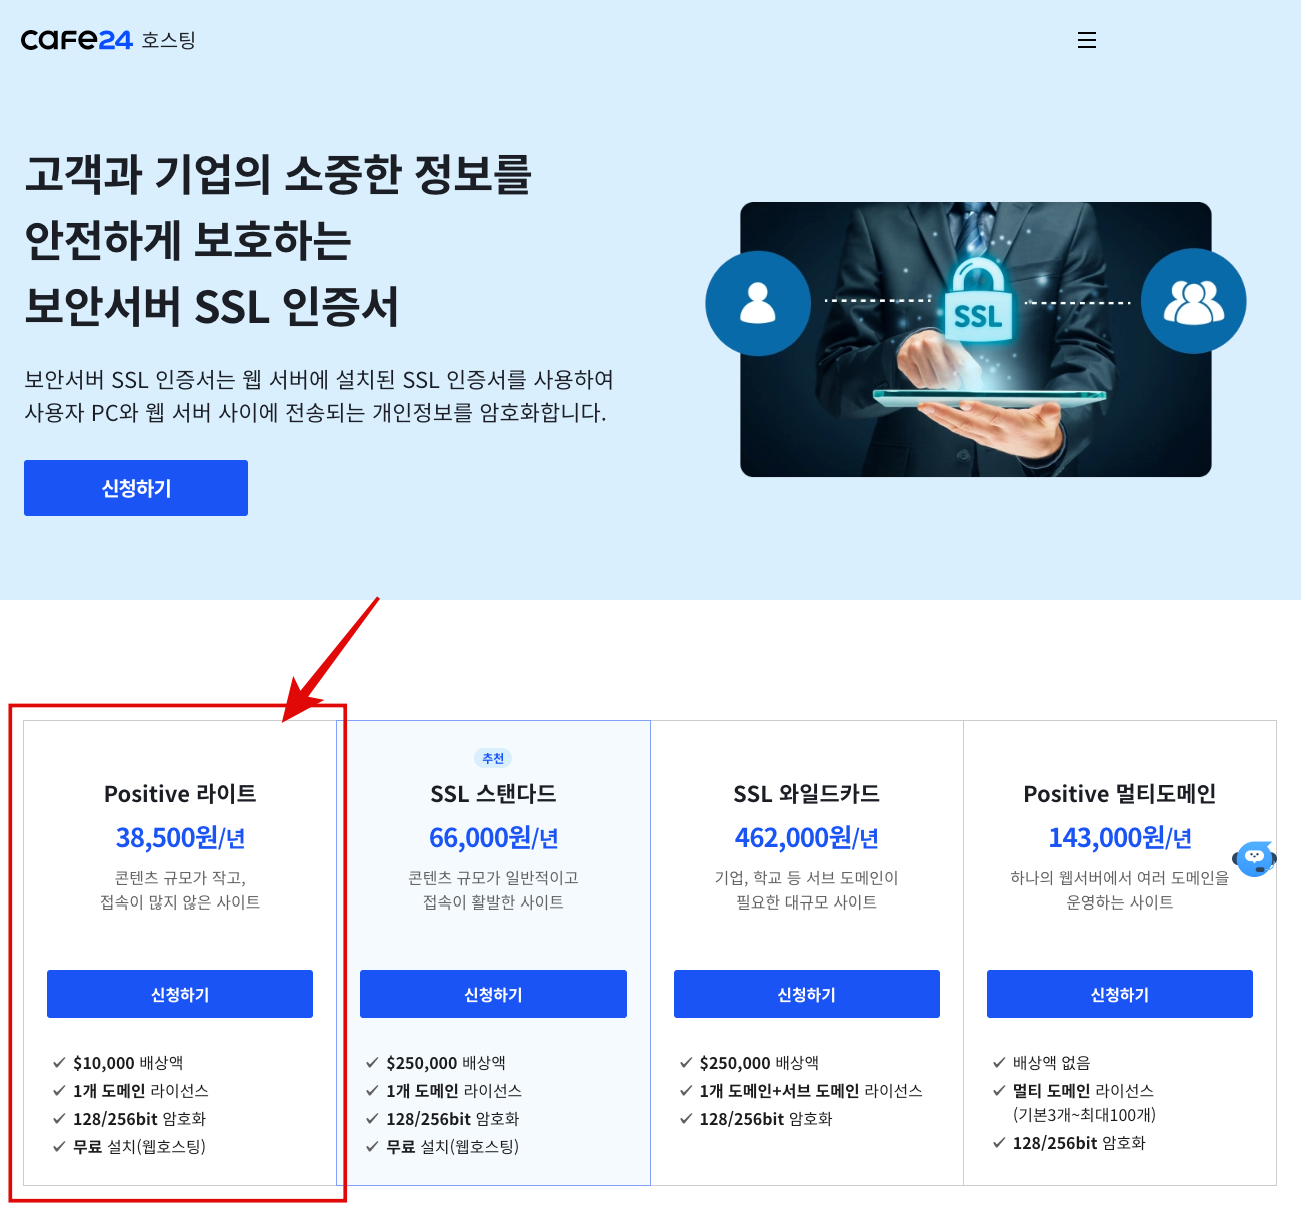 cafe24 호스팅
고객과 기업의 소중한 정보를
안전하게 보호하는
보안서버 SSL 인증서
보안서버 SSL 인증서는 웹 서버에 설치된 SSL 인증서를 사용하여
사용자 PC와 웹 서버 사이에 전송되는 개인정보를 암호화합니다.
신청하기
SSL
Positive 라이트
38,500원/년
콘텐츠 규모가 작고,
접속이 많지 않은 사이트
신청하기
$10,000 배상액
1개 도메인 라이선스
128/256bit 암호화
무료 설치(웹호스팅)
추천
SSL 스탠다드
66,000원/년
콘텐츠 규모가 일반적이고
접속이 활발한 사이트
신청하기
$250,000 배상액
1개 도메인 라이선스
128/256bit 암호화
무료 설치(웹호스팅)
SSL 와일드카드
462,000원/년
기업, 학교 등 서브 도메인이
필요한 대규모 사이트
신청하기
$250,000 배상액
1개 도메인+서브 도메인 라이선스
128/256bit 암호화
Positive 멀티도메인
143,000원/년
하나의 웹서버에서 여러 도메인을
운영하는 사이트
신청하기
배상액 없음
멀티 도메인 라이선스
(기본3개~최대100개)
128/256bit 암호화